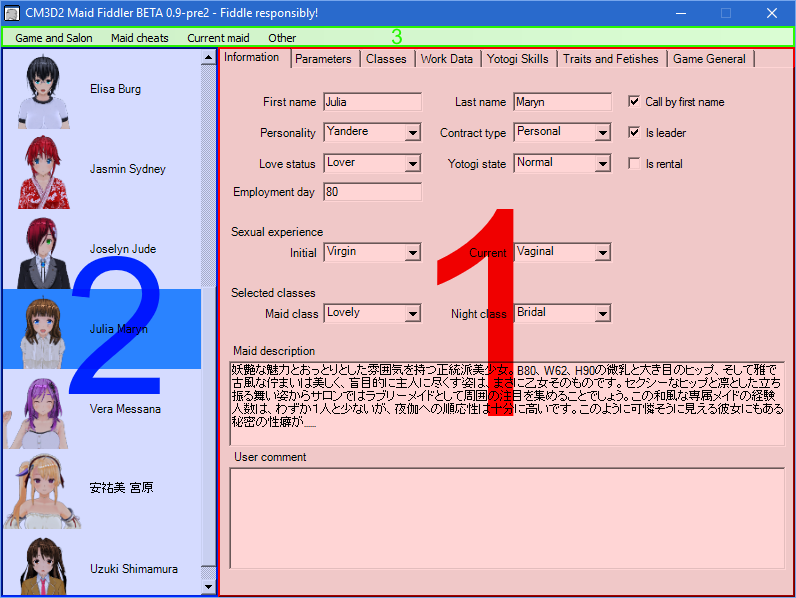 CM3D2 Maid Fiddler BETA 0.9-pre2 - Fiddle responsibly!
Game and Salon Maid cheats Current maid Other 3
Information Parameters Classes Work Data Yotogi Skills Traits and Fetishes Game General
Elisa Burg
Jasmin Sydney
Joselyn Jude
Julia Maryn
Vera Messana
安祐美 宮原
Uzuki Shimamura
2
First name Julia Last name Maryn Call by first name
Personality Yandere Contract type Personal Is leader
Love status Lover Yotogi state Normal Is rental
Employment day 80
1
Sexual experience
Initial Virgin Current Vaginal
Selected classes
Maid class Lovely Night class Bridal
Maid description
妖艶な魅力とおっとりとした雰囲気を持つ正統派美少女。B80、W62、H90の微乳と大き目のヒップ、そして雅で
古風な佇まいは美しく、盲目的に主人に尽くす姿は、まさに乙女そのものです。セクシーなヒップと凛とした立ち
振る舞い姿からサロンではラブリーメイドとして周囲の注目を集めることでしょう。この和風な専属メイドの経験
人数は、わずか1人と少ないが、夜伽への順応性は十分に高いです。このように可憐そうに見える彼女にもある
秘密の性癖が__
User comment